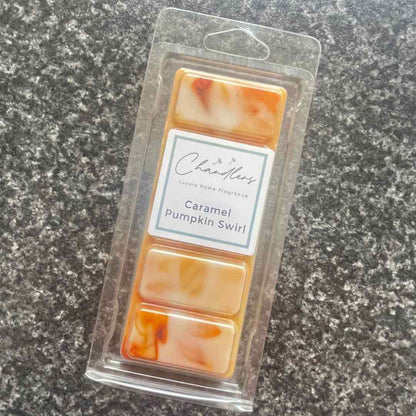 Chandlers
Luxury Home Fragrance
Caramel
Pumpkin Swirl